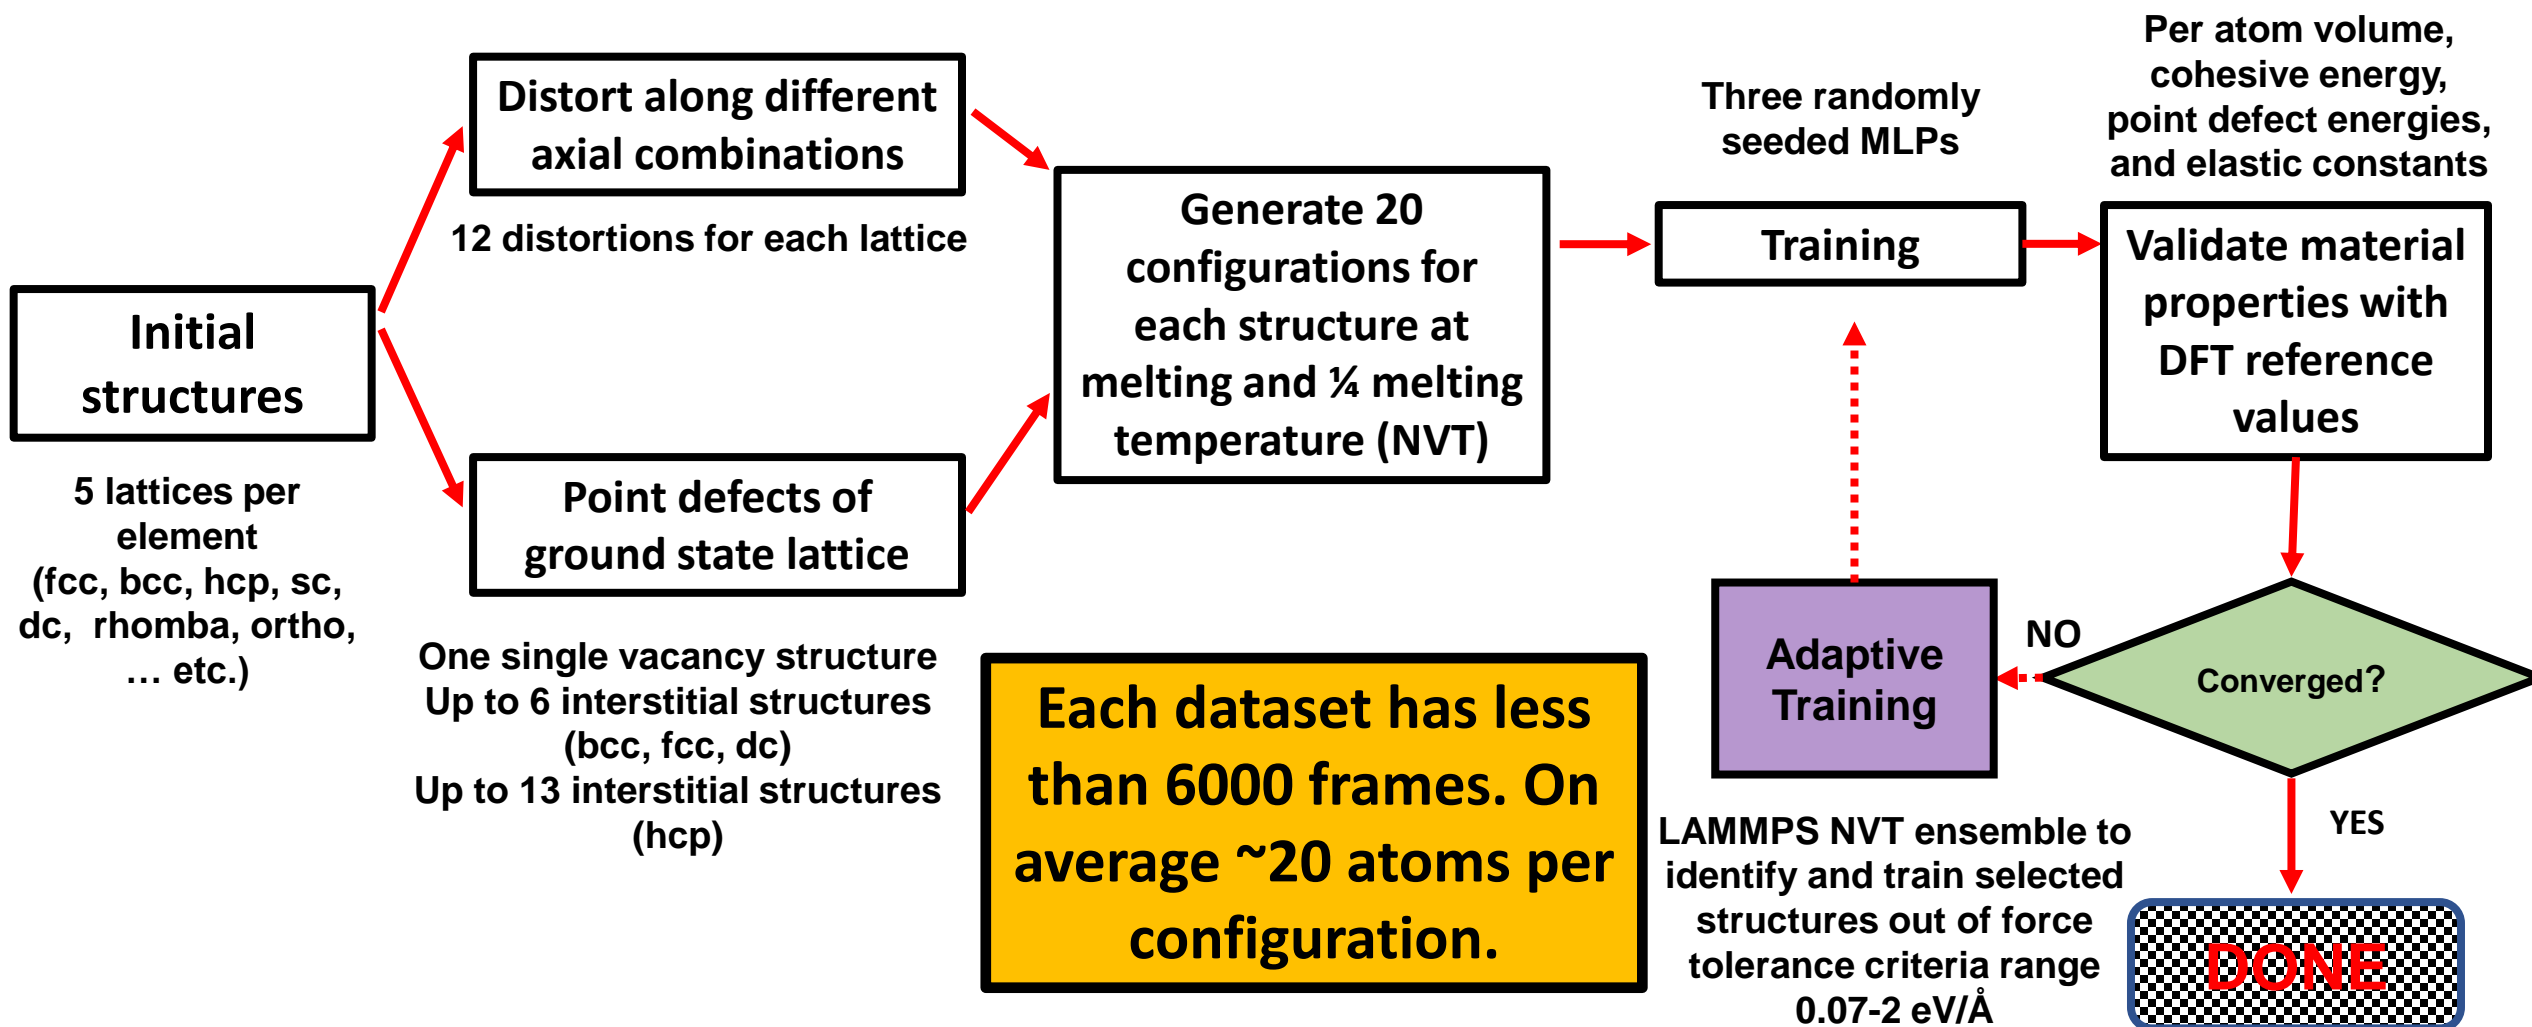 Initial
structures
5 lattices per
element
(fcc, bcc, hcp, sc,
dc, rhomba, ortho,
... etc.)
Distort along different
axial combinations
12 distortions for each lattice
Point defects of
ground state lattice
One single vacancy structure
Up to 6 interstitial structures
(bcc, fcc, dc)
Up to 13 interstitial structures
(hcp)
Generate 20
configurations for
each structure at
melting and ¼ melting
temperature (NVT)
Each dataset has less
than 6000 frames. On
average ~20 atoms per
configuration.
Three randomly
seeded MLPs
Training
Per atom volume,
cohesive energy,
point defect energies,
and elastic constants
Validate material
properties with
DFT reference
values
Converged?
NO
Adaptive
Training
LAMMPS NVT ensemble to
identify and train selected
structures out of force
tolerance criteria range
0.07-2 eV/Å
YES
DONE